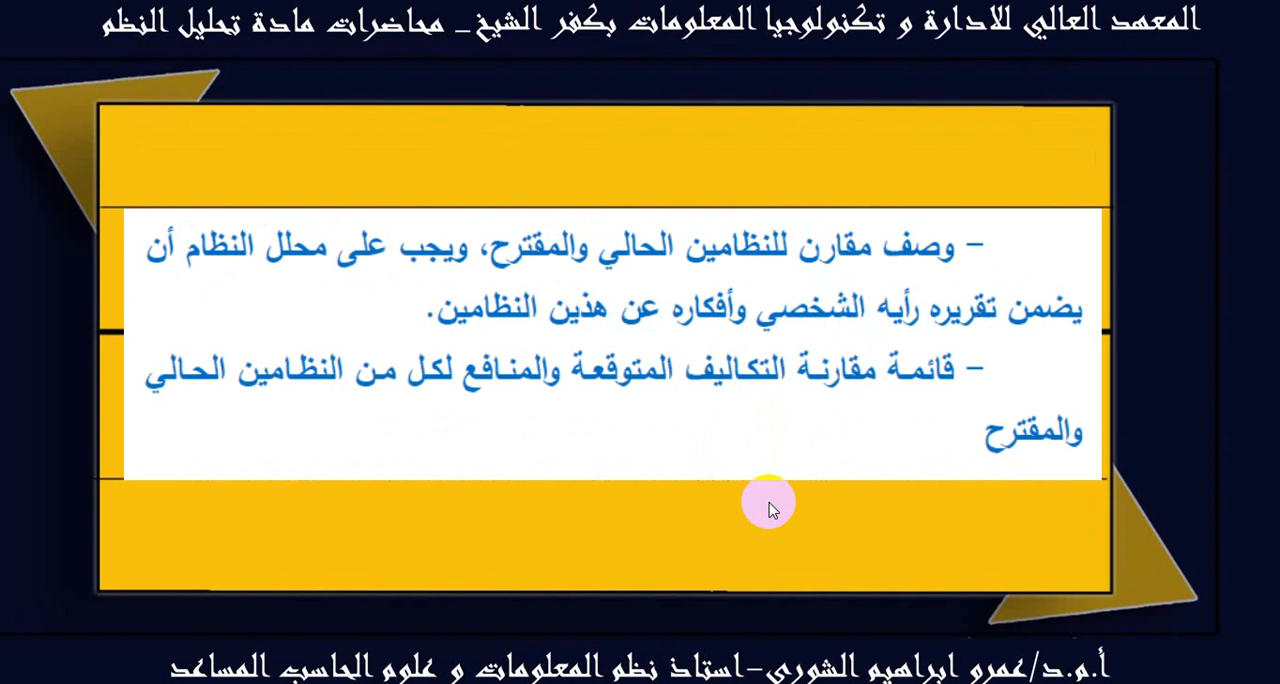 المعهد العالي للادارة و تكنولوجيا المعلومات بكفر الشيخ_ محاضرات مادة تحليل النظم
– وصف مقارن للنظامين الحالي والمقترح، ويجب على محلل النظام أن
يضمن تقريره رأيه الشخصي وأفكاره عن هذين النظامين.
– قائمة مقارنة التكاليف المتوقعة والمنافع لكل من النظامين الحالي
والمقترح
أ.م.د/عمرو ابراهيم الشورى-استاذ نظم المعلومات و علوم الحاسب المساعد